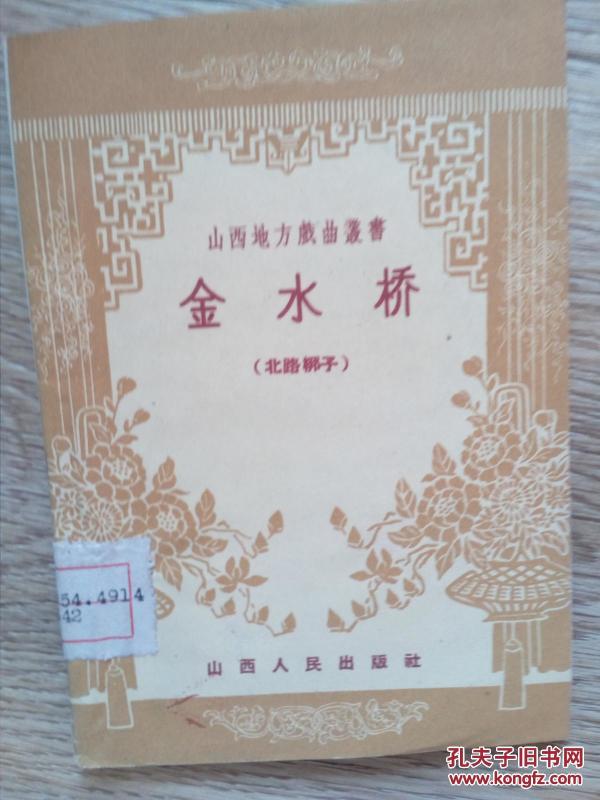 山西地方戲曲叢書
金水桥
（北路梆子）
54.4914
42
山西人民出版社
孔夫子旧书网
www.kongfz.com